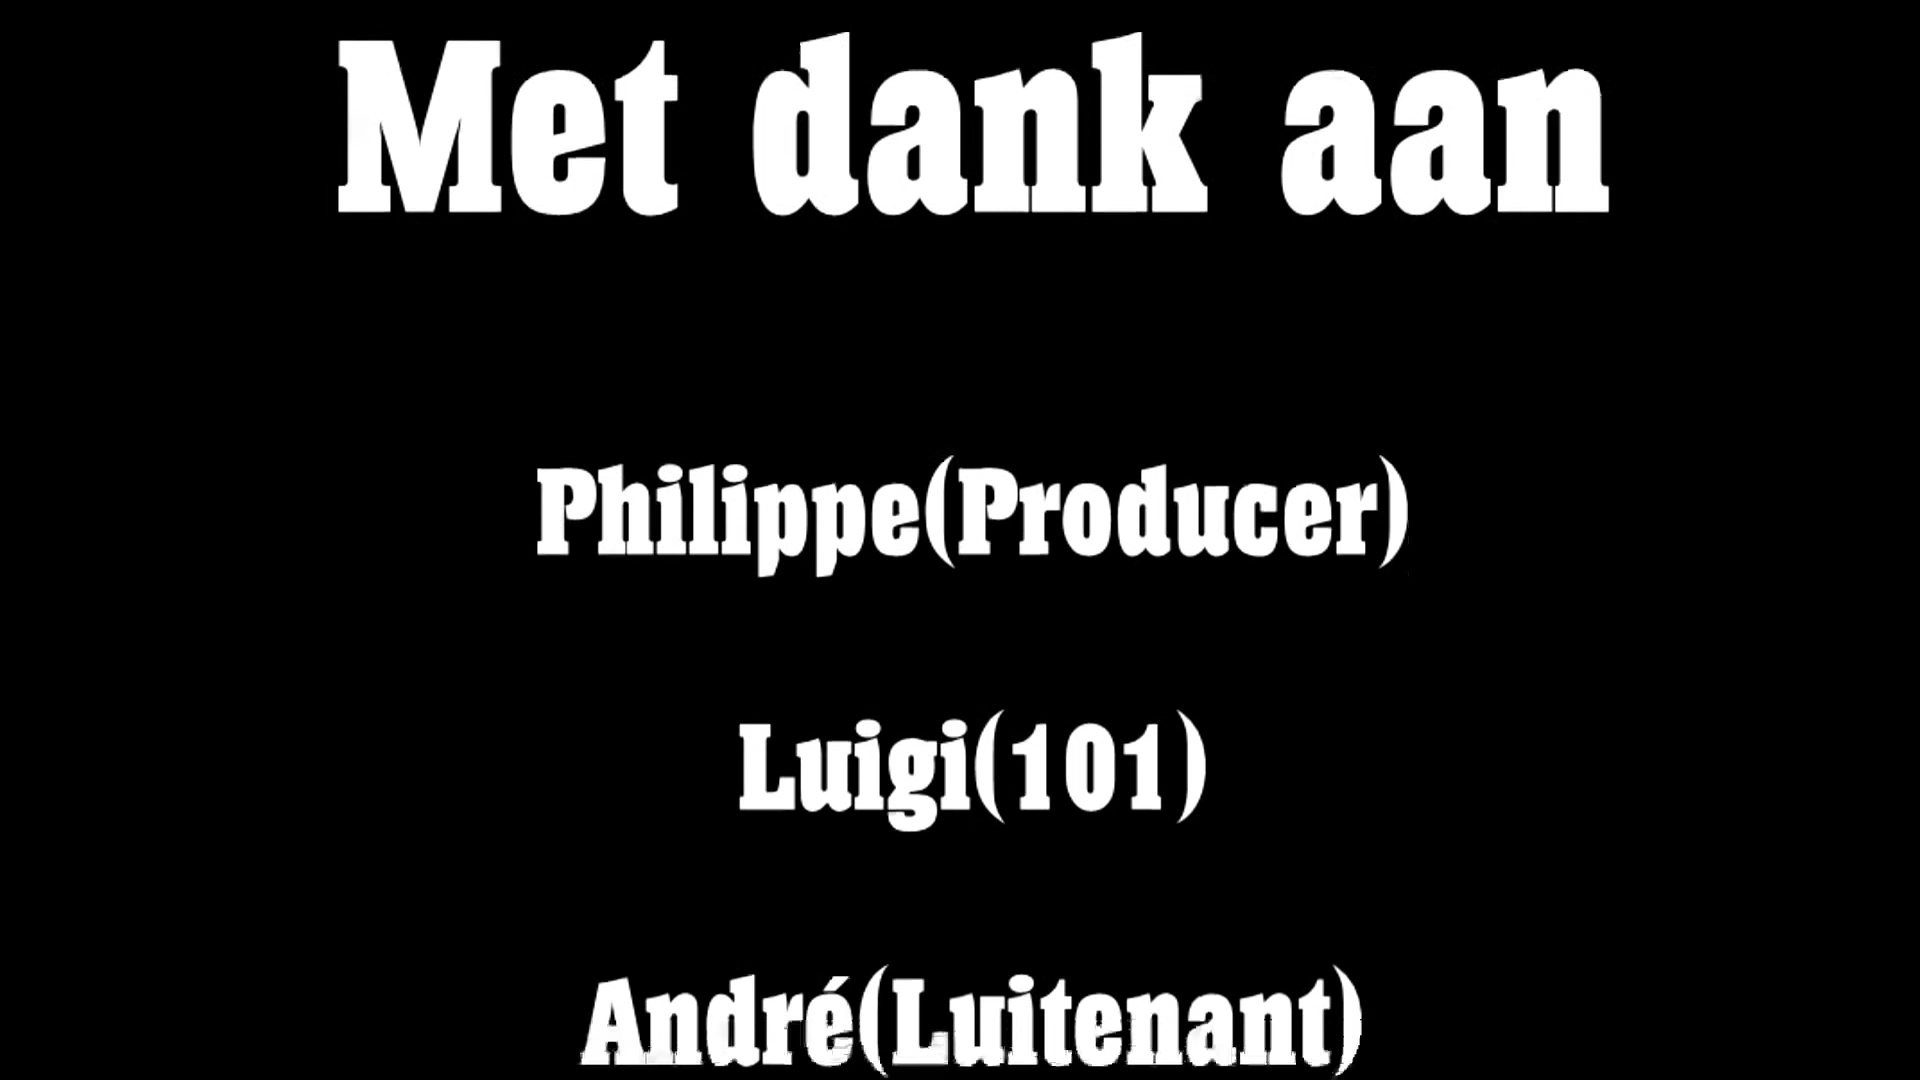 Met dank aan
Philippe(Producer)
Luigi(101)
André(Luitenant)